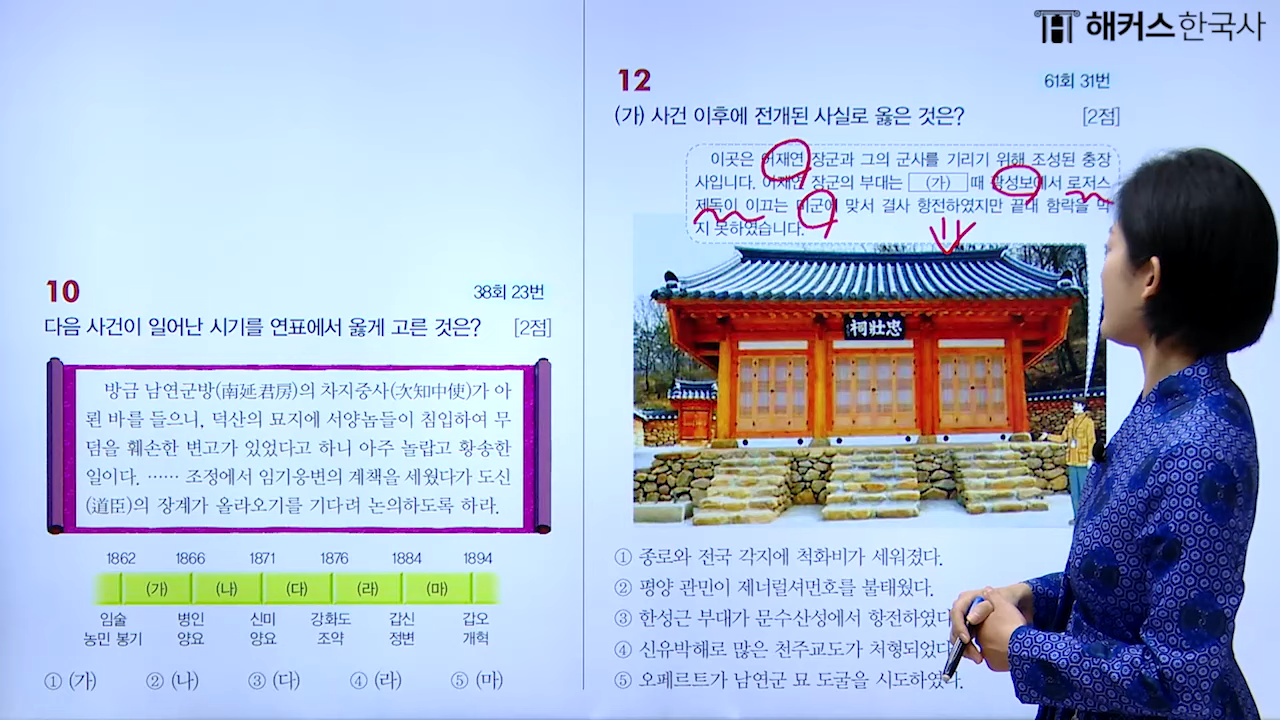 해커스한국사
10
38회 23번
다음 사건이 일어난 시기를 연표에서 옳게 고른 것은? [2점]
방금 남연군방(南延君房)의 차지중사(次知中使)가 아
뢴 바를 들으니, 덕산의 묘지에 서양놈들이 침입하여 무
덤을 훼손한 변고가 있었다고 하니 아주 놀랍고 황송한
일이다. …… 조정에서 임기응변의 계책을 세웠다가 도신
(道臣)의 장계가 올라오기를 기다려 논의하도록 하라.
1862 1866 1871 1876 1884 1894
(가) (나) (다) (라) (마)
임술 병인 신미 강화도 갑신 갑오
농민 봉기 양요 양요 조약 정변 개혁
① (가) ② (나) ③ (다) ④ (라) ⑤ (마)
12
61회 31번
(가) 사건 이후에 전개된 사실로 옳은 것은? [2점]
이곳은 어재연 장군과 그의 군사를 기리기 위해 조성된 충장
사입니다. 어재연 장군의 부대는 (가) 때 광성보에서 로저스
제독이 이끄는 미군에 맞서 결사 항전하였지만 끝내 함락을 막
지 못하였습니다.
忠壯祠
① 종로와 전국 각지에 척화비가 세워졌다.
② 평양 관민이 제너럴셔먼호를 불태웠다.
③ 한성근 부대가 문수산성에서 항전하였다
④ 신유박해로 많은 천주교도가 처형되었다
⑤ 오페르트가 남연군 묘 도굴을 시도하였다.